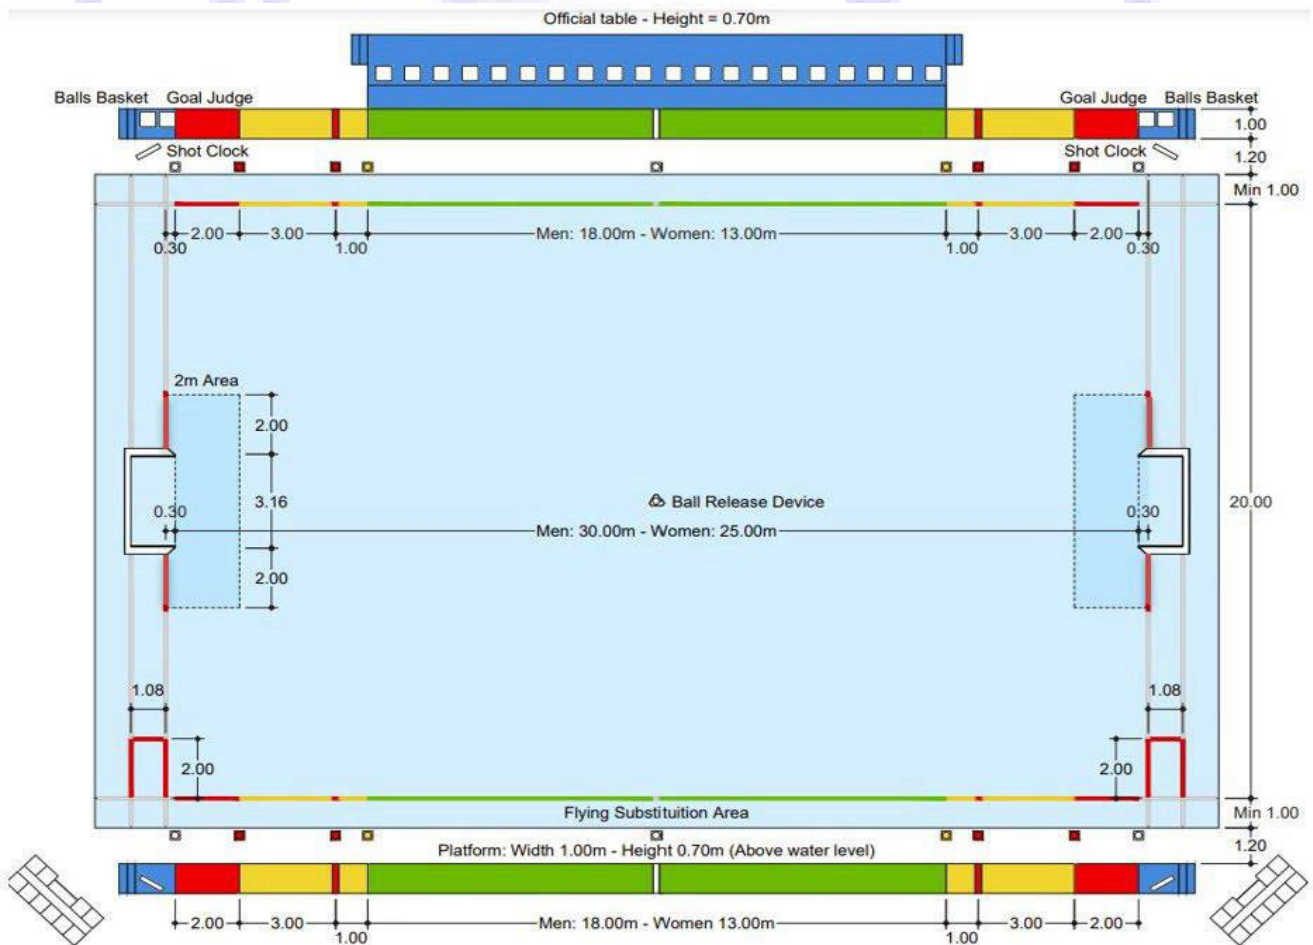 Official table - Height = 0.70m
Balls Basket Goal Judge Goal Judge Balls Basket
1.00
Shot Clock Shot Clock
1.20
Min 1.00
2.00 3.00 Men: 18.00m - Women: 13.00m 3.00 2.00
0.30 1.00 1.00 0.30
2m Area
2.00
3.16 Ball Release Device 20.00
0.30 0.30
Men: 30.00m - Women: 25.00m
2.00
1.08 1.08
2.00 2.00
Flying Substituition Area Min 1.00
Platform: Width 1.00m - Height 0.70m (Above water level) 1.20
2.00 3.00 Men: 18.00m - Women 13.00m 3.00 2.00
1.00 1.00